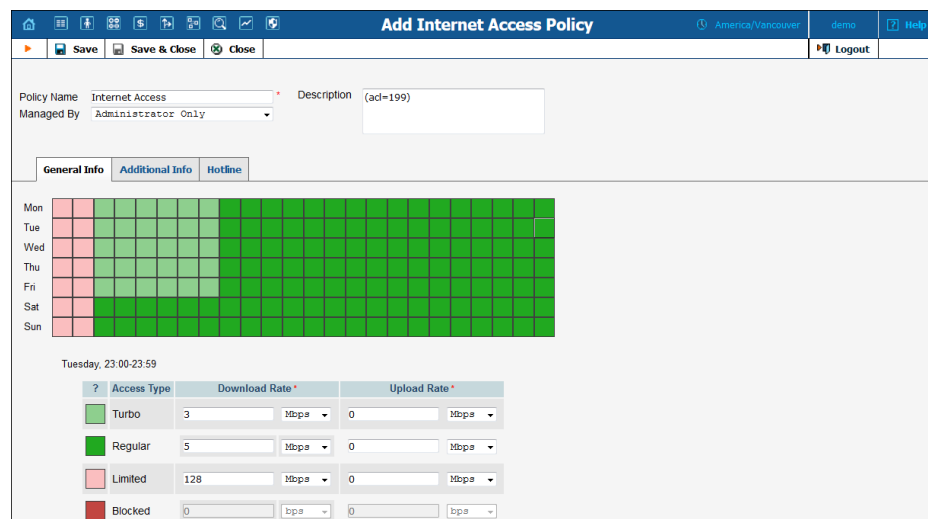 Add Internet Access Policy
America/Vancouver
demo
? Help
Save
Save & Close
Close
Logout
Policy Name Internet Access * Description (acl=199)
Managed By Administrator Only
General Info Additional Info Hotline
Mon
Tue
Wed
Thu
Fri
Sat
Sun
Tuesday, 23:00-23:59
? Access Type Download Rate * Upload Rate *
Turbo 3 Mbps 0 Mbps
Regular 5 Mbps 0 Mbps
Limited 128 Mbps 0 Mbps
Blocked 0 bps 0 bps